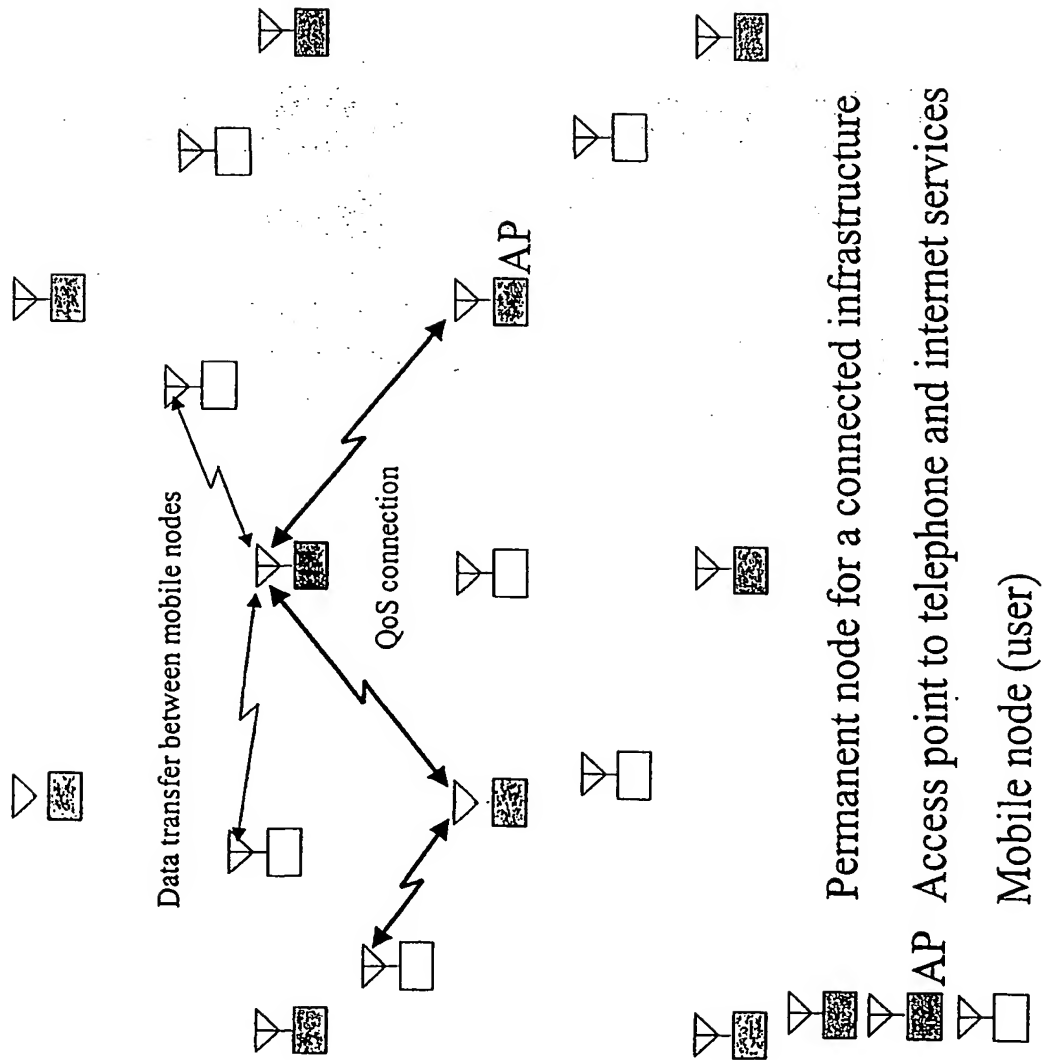 Data transfer between mobile nodes
QoS connection
AP
Permanent node for a connected infrastructure
AP Access point to telephone and internet services
Mobile node (user)